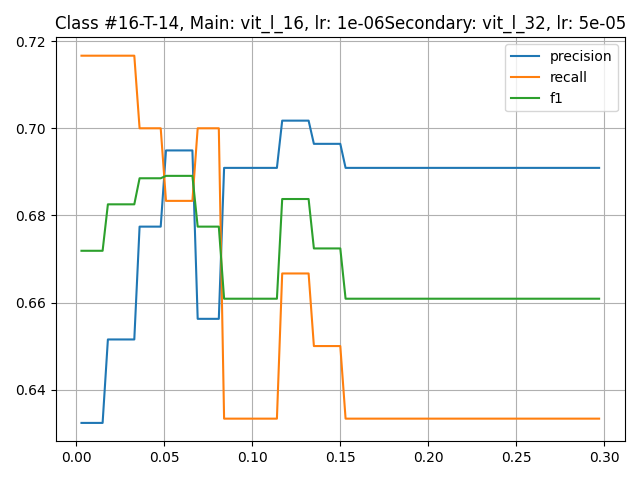 Class #16-T-14, Main: vit_l_16, lr: 1e-06Secondary: vit_l_32, lr: 5e-05
0.72
0.70
0.68
0.66
0.64
precision
recall
f1
0.00 0.05 0.10 0.15 0.20 0.25 0.30